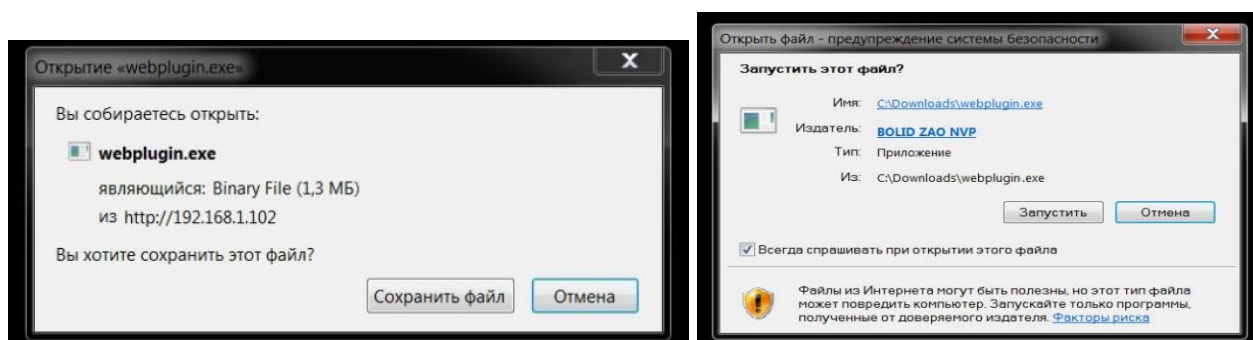 Открытие «webplugin.exe»
Вы собираетесь открыть:
webplugin.exe
являющийся: Binary File (1,3 МБ)
из http://192.168.1.102
Вы хотите сохранить этот файл?
Сохранить файл
Отмена
Открыть файл - предупреждение системы безопасности
Запустить этот файл?
Имя: C:\Downloads\webplugin.exe
Издатель: BOLID ZAO NVP
Тип: Приложение
Из: C:\Downloads\webplugin.exe
Запустить
Отмена
Всегда спрашивать при открытии этого файла
Файлы из Интернета могут быть полезны, но этот тип файла
может повредить компьютер. Запускайте только программы,
полученные от доверяемого издателя. Факторы риска